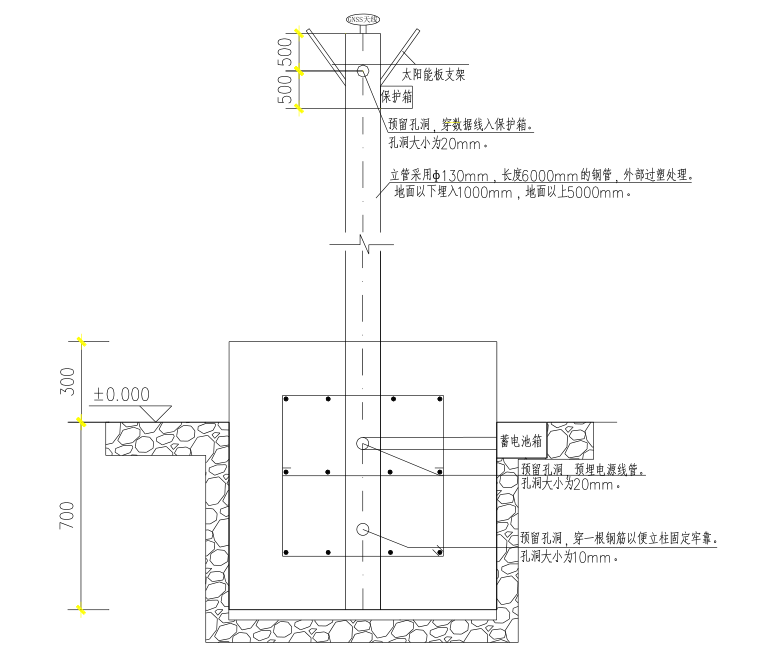 GNSS天线
500
太阳能板支架
500
保护箱
预留孔洞，穿数据线入保护箱。
孔洞大小为20mm。
立管采用ф130mm，长度6000mm的钢管，外部过塑处理。
地面以下埋入1000mm，地面以上5000mm。
300
±0.000
蓄电池箱
预留孔洞，预埋电源线管。
孔洞大小为20mm。
700
预留孔洞，穿一根钢筋以便立柱固定牢靠。
孔洞大小为10mm。